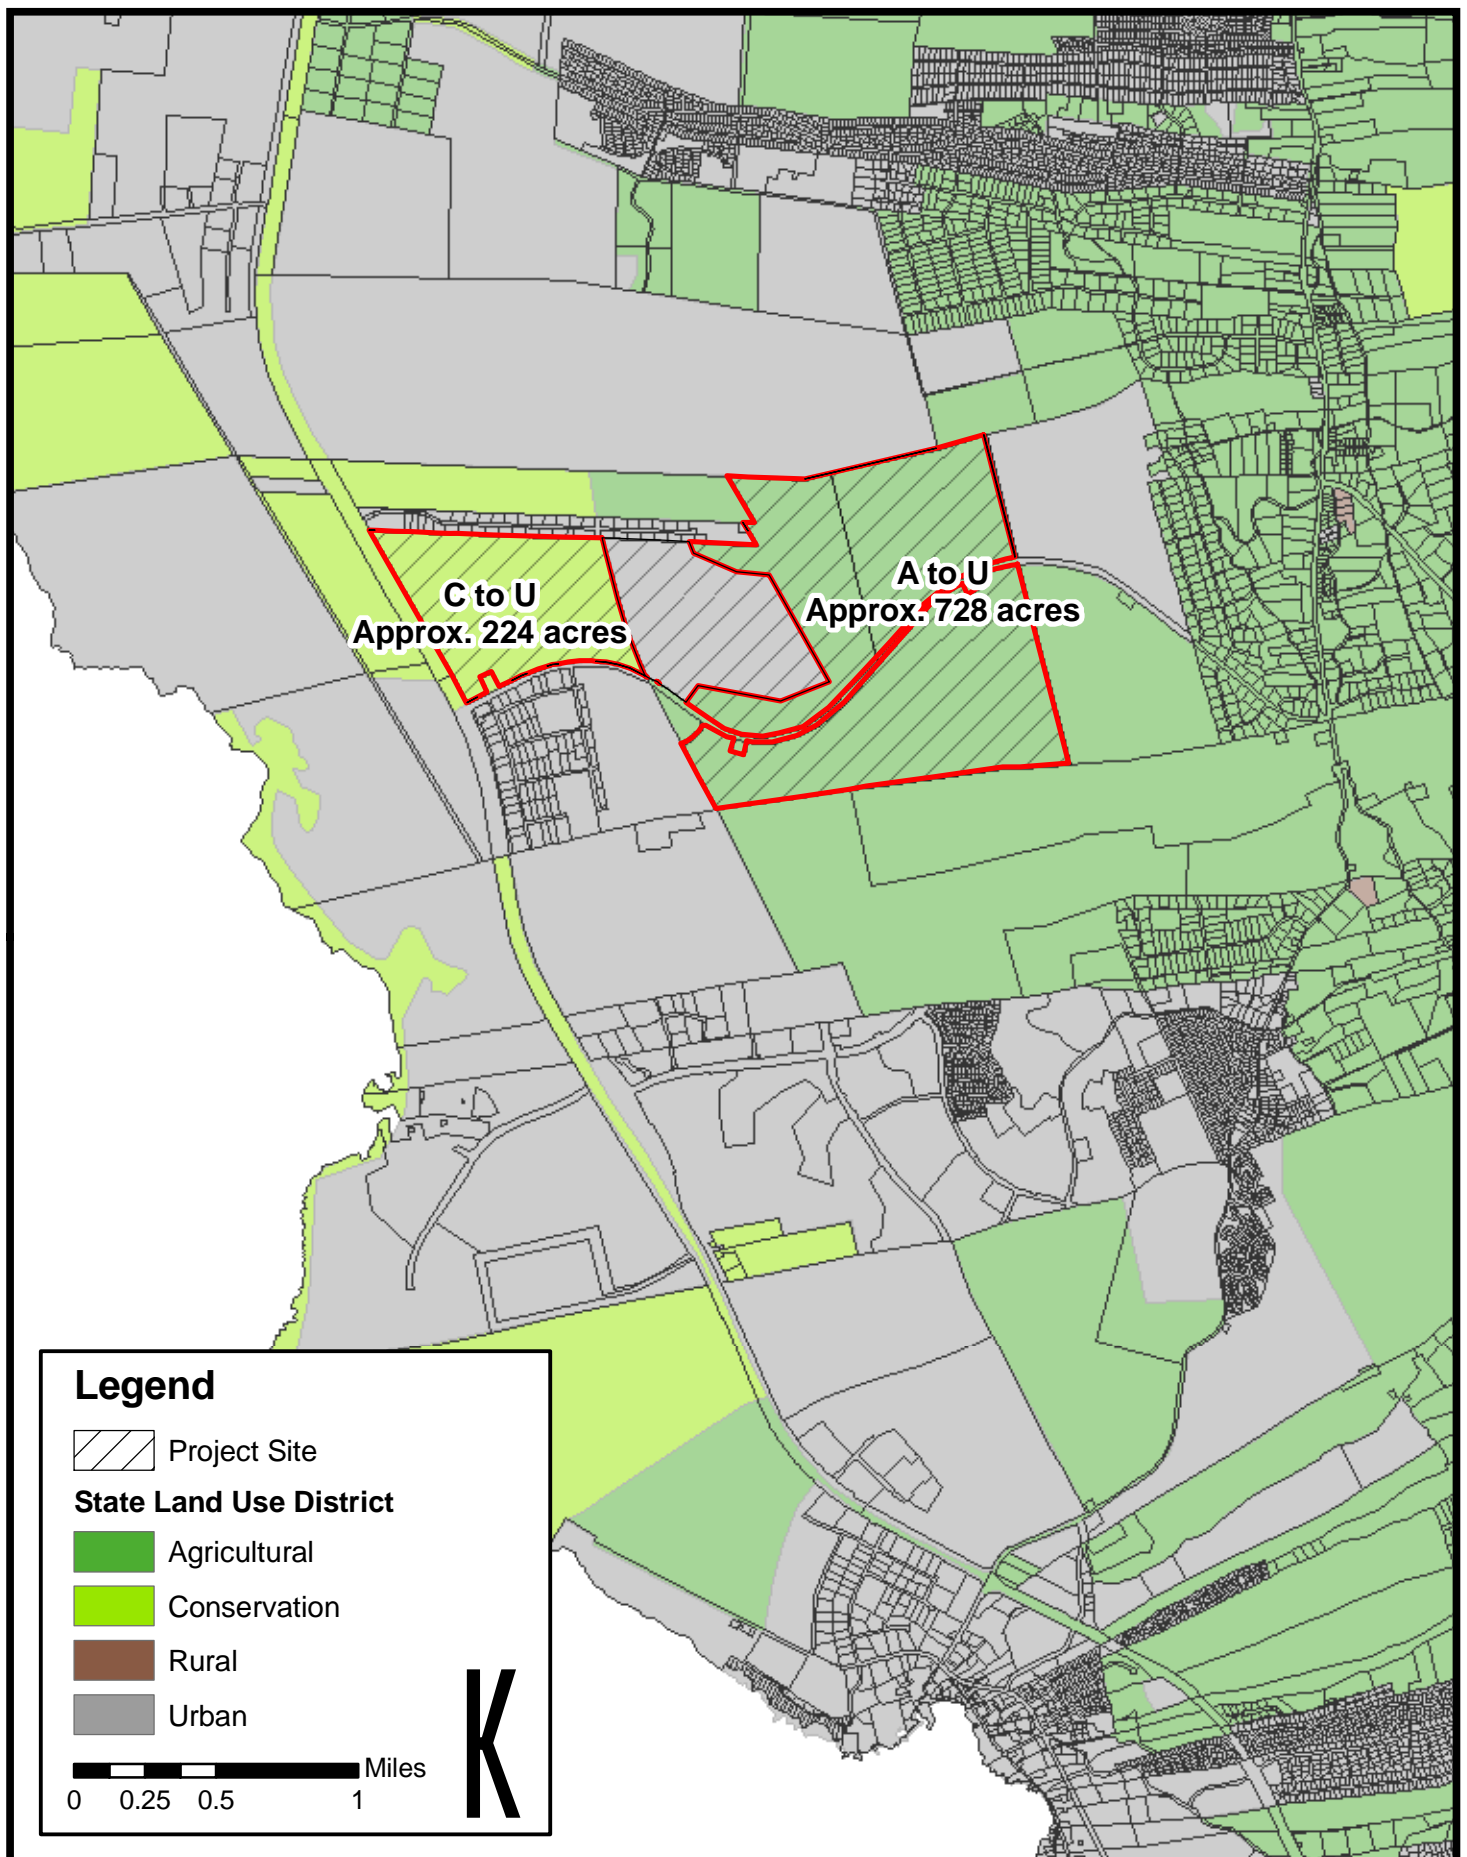 C to U
Approx. 224 acres
A to U
Approx. 728 acres
Legend
Project Site
State Land Use District
Agricultural
Conservation
Rural
Urban
Miles
0 0.25 0.5 1
K